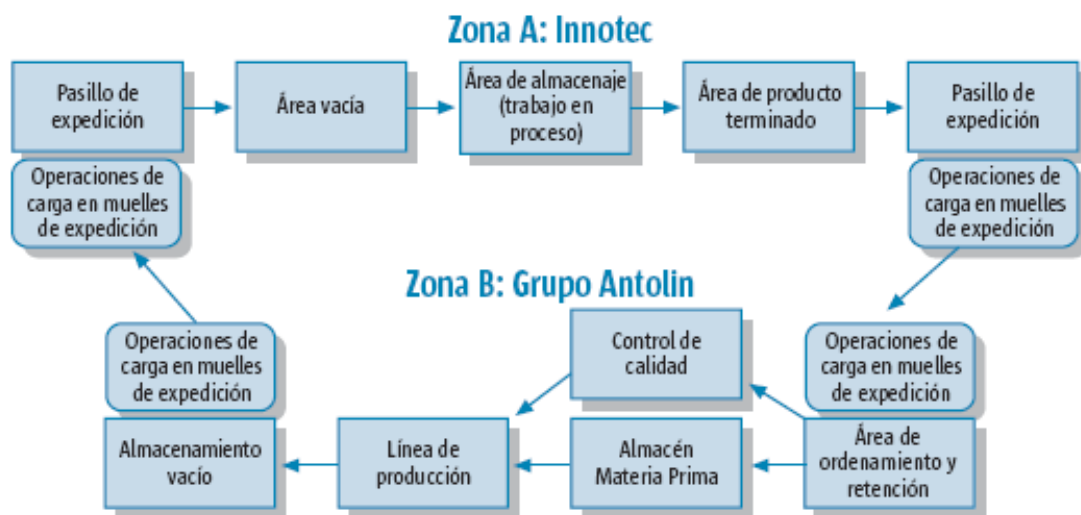 Zona A: Innotec
Pasillo de
expedición
Área vacía
Área de almacenaje
(trabajo en
proceso)
Área de producto
terminado
Pasillo de
expedición
Operaciones de
carga en muelles
de expedición
Operaciones de
carga en muelles
de expedición
Zona B: Grupo Antolin
Operaciones de
carga en muelles
de expedición
Control de
calidad
Operaciones de
carga en muelles
de expedición
Almacenamiento
vacío
Línea de
producción
Almacén
Materia Prima
Área de
ordenamiento y
retención